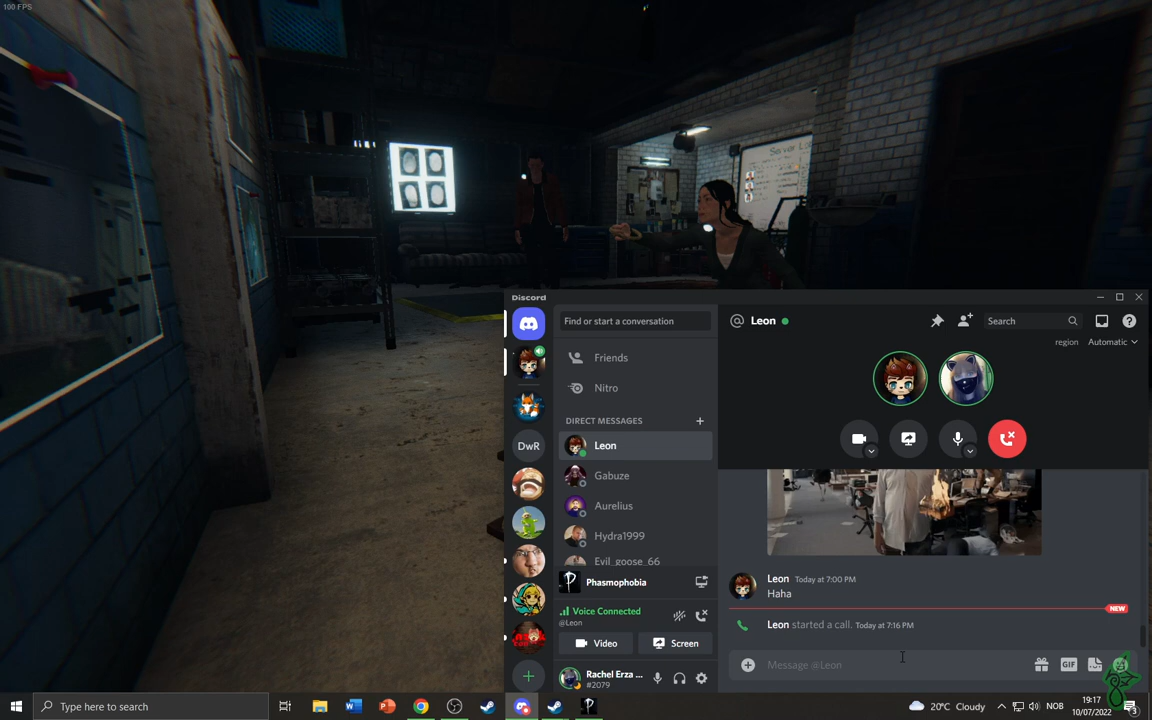 100 FPS
Server Lo
Discord
Find or start a conversation
Leon
Search
region
Automatic
Friends
Nitro
DIRECT MESSAGES
Leon
DwR
Gabuze
Aurelius
Hydra1999
Evil_goose_66
Phasmophobia
Voice Connected
@Leon
Video
Screen
Rachel Erza ...
#2079
Leon Today at 7:00 PM
Haha
NEW
Leon started a call. Today at 7:16 PM
Message @Leon
GIF
Type here to search
20°C Cloudy
NOB
19:17
10/07/2022
3